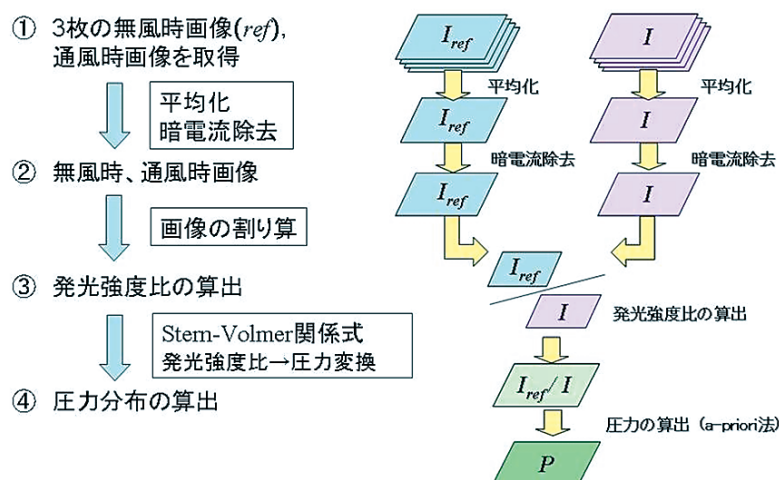 ① 3枚の無風時画像(ref),
通風時画像を取得
平均化
暗電流除去
② 無風時、通風時画像
画像の割り算
③ 発光強度比の算出
Stern-Volmer関係式
発光強度比→圧力変換
④ 圧力分布の算出
Iref
I
平均化
平均化
Iref
I
暗電流除去
暗電流除去
Iref
I
Iref
I
発光強度比の算出
Iref / I
圧力の算出（a-priori法）
P